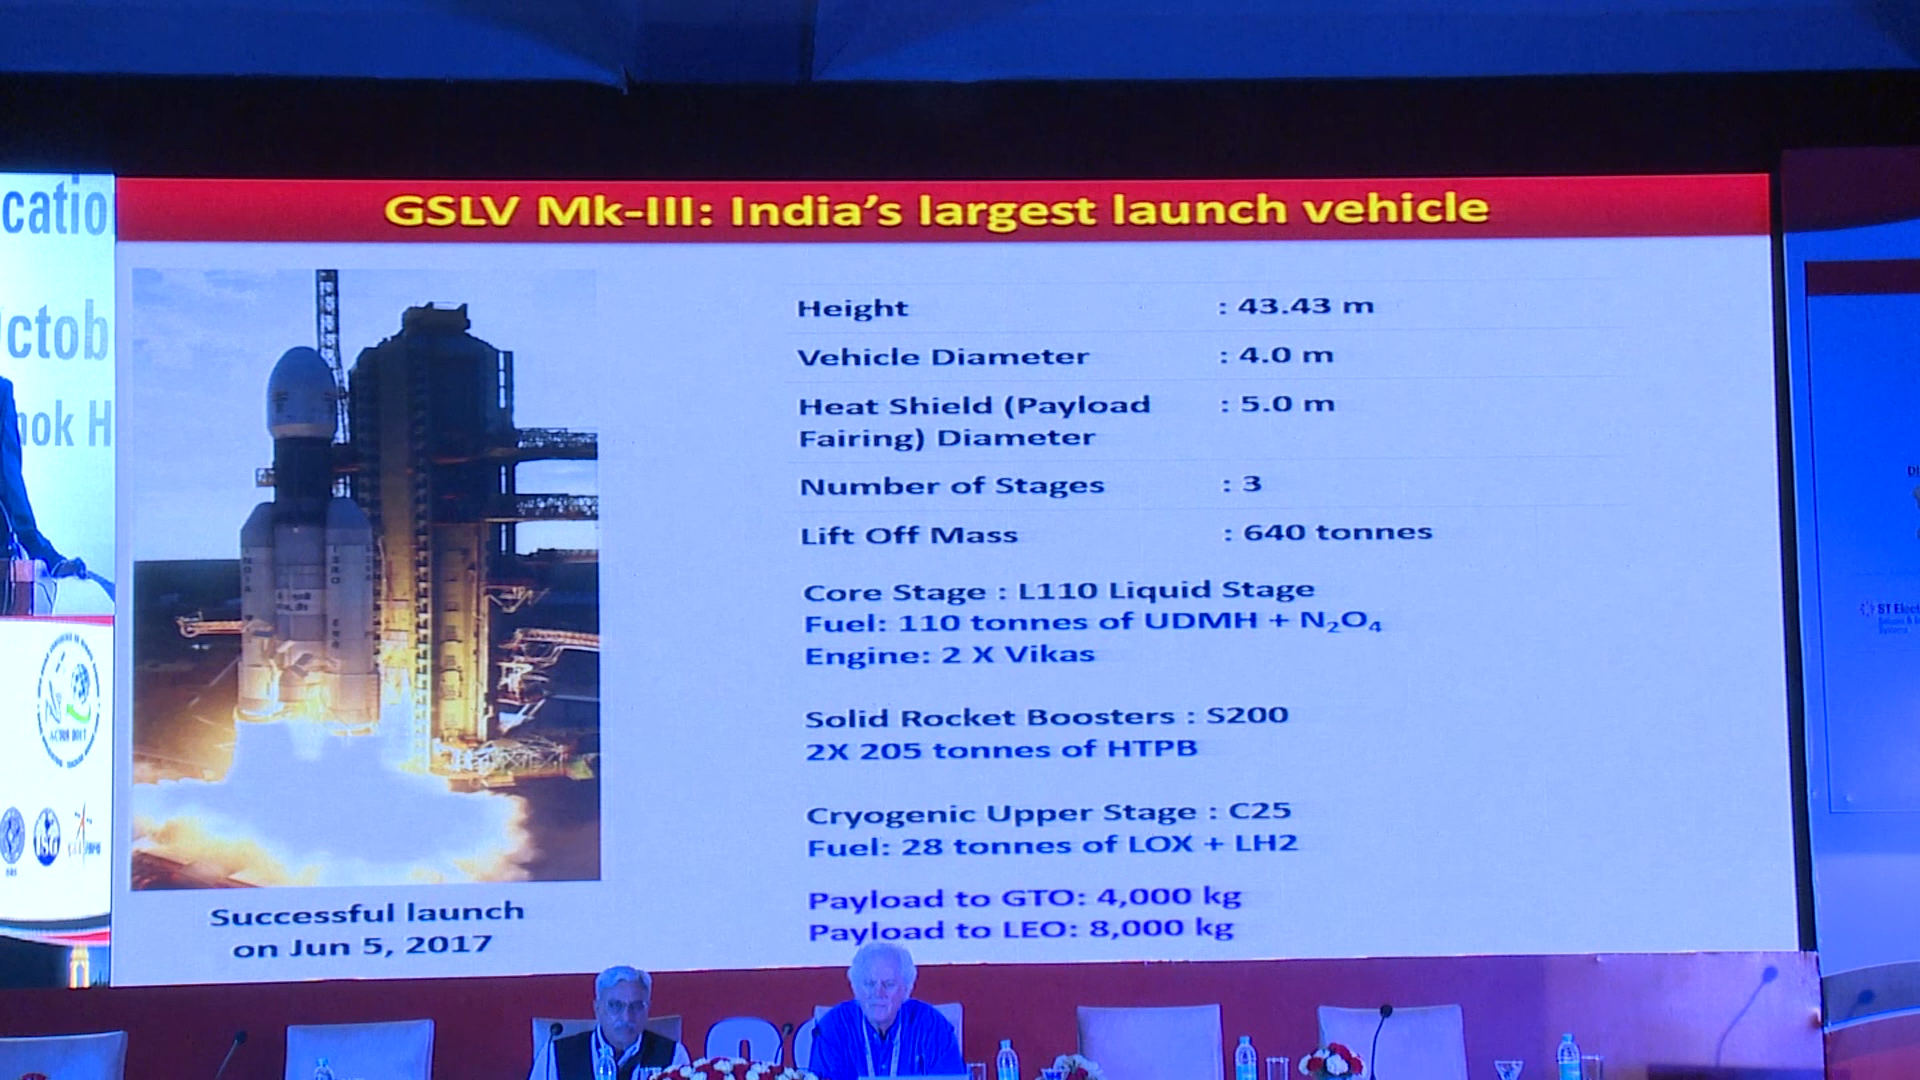 GSLV Mk-III: India's largest launch vehicle
catio
ctob
nok H
Height : 43.43 m
Vehicle Diameter : 4.0 m
Heat Shield (Payload : 5.0 m
Fairing) Diameter
Number of Stages : 3
Lift Off Mass : 640 tonnes
Core Stage : L110 Liquid Stage
Fuel: 110 tonnes of UDMH + N₂O₄
Engine: 2 X Vikas
Solid Rocket Boosters : S200
2X 205 tonnes of HTPB
Cryogenic Upper Stage : C25
Fuel: 28 tonnes of LOX + LH2
Payload to GTO: 4,000 kg
Payload to LEO: 8,000 kg
Successful launch
on Jun 5, 2017
ISG
ST Elect